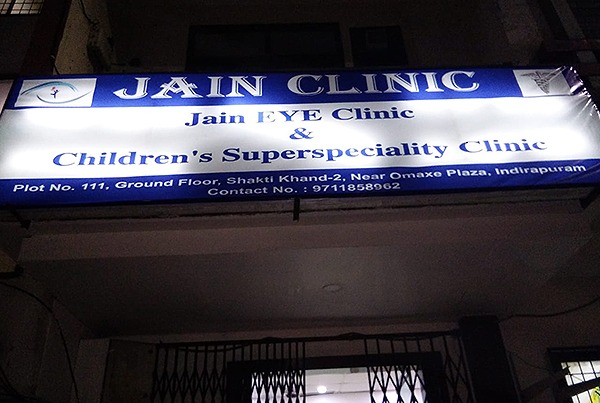 JAIN CLINIC
Jain EYE Clinic
&
Children's Superspeciality Clinic
Plot No. 111, Ground Floor, Shakti Khand-2, Near Omaxe Plaza, Indirapuram
Contact No. : 9711858962